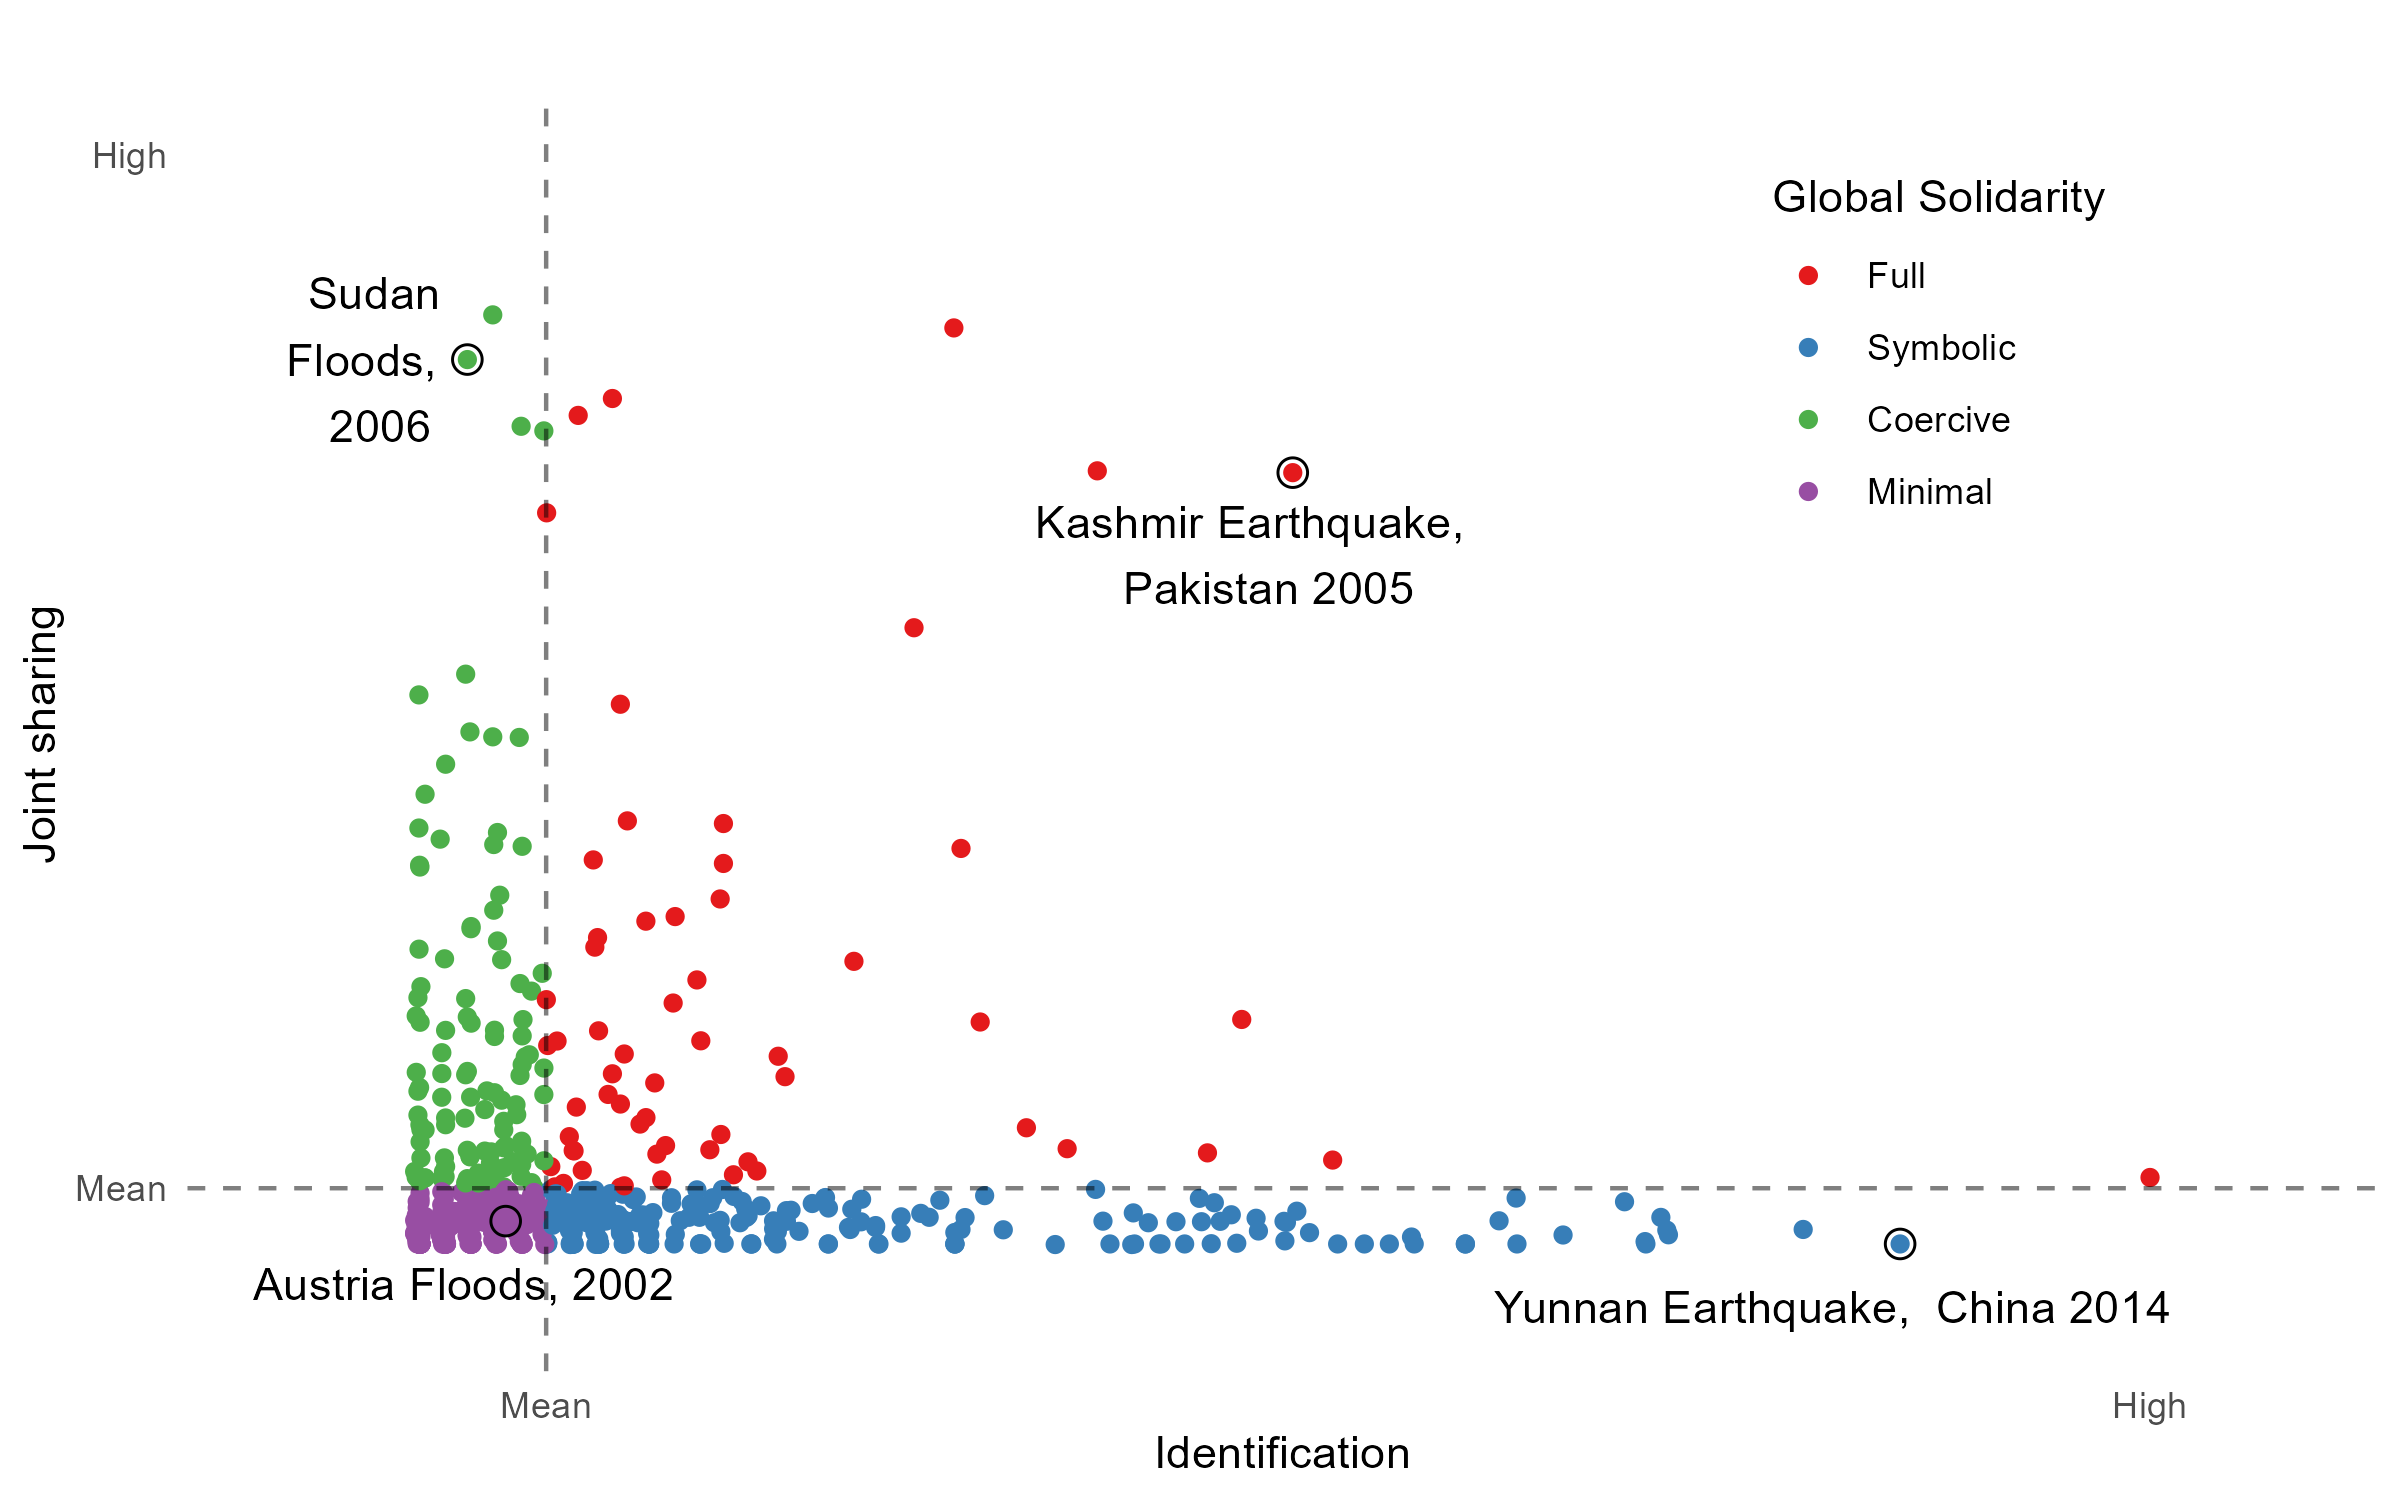 High
Global Solidarity
Full
Symbolic
Coercive
Minimal
Sudan
Floods,
2006
Kashmir Earthquake,
Pakistan 2005
Joint sharing
Mean
Austria Floods, 2002
Yunnan Earthquake,  China 2014
Mean
High
Identification